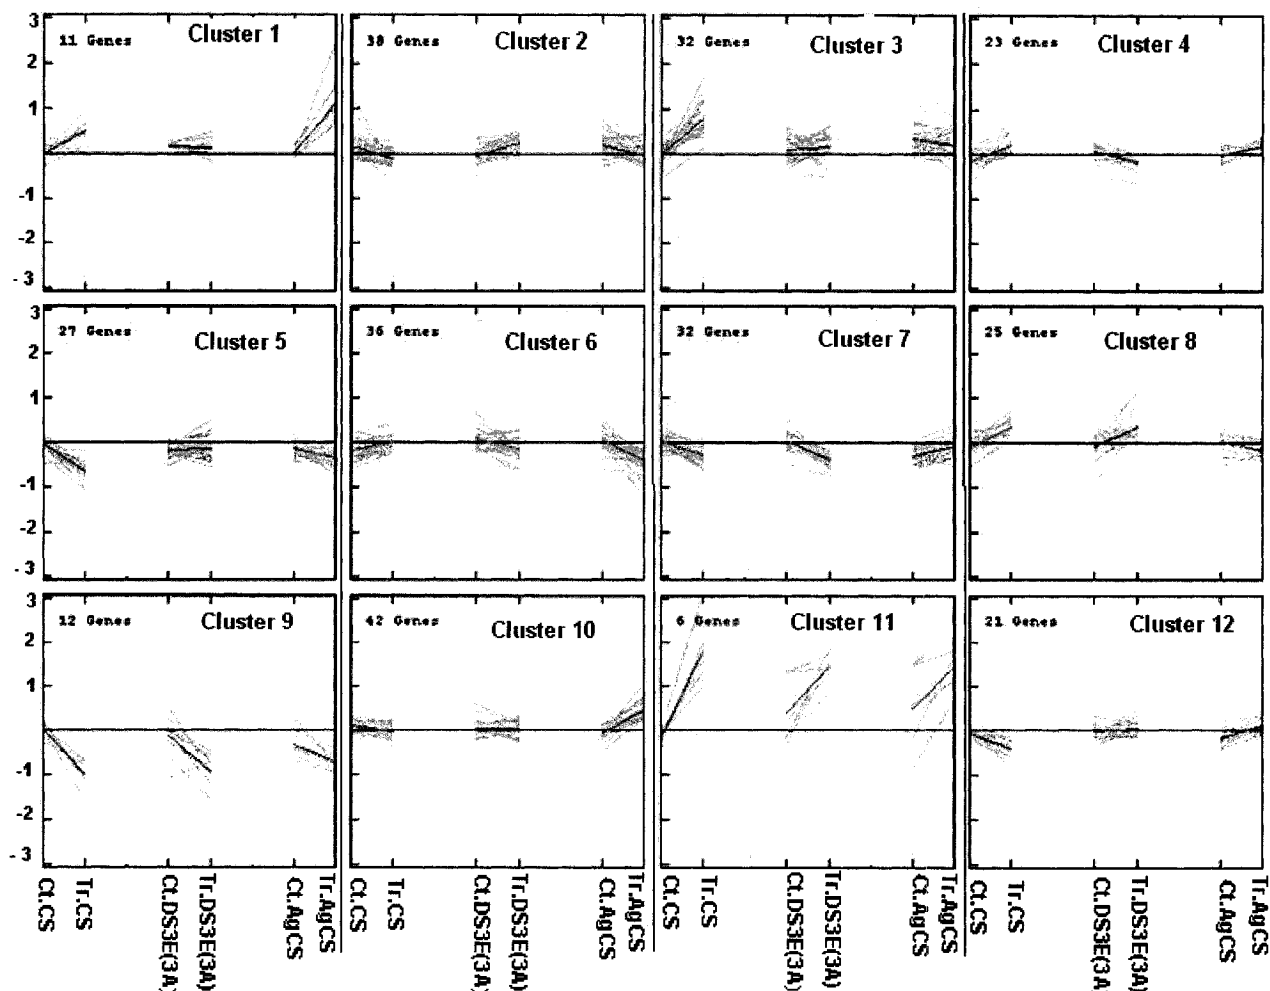 3
2
1
-1
-2
-3
11 Genes
Cluster 1
38 Genes
Cluster 2
32 Genes
Cluster 3
23 Genes
Cluster 4
3
2
1
-1
-2
-3
27 Genes
Cluster 5
36 Genes
Cluster 6
32 Genes
Cluster 7
25 Genes
Cluster 8
3
2
1
-1
-2
-3
12 Genes
Cluster 9
42 Genes
Cluster 10
6 Genes
Cluster 11
21 Genes
Cluster 12
Ct.CS
Tr.CS
Ct.DS3E(3A)
Tr.DS3E(3A)
Ct.AgCS
Tr.AgCS
Ct.CS
Tr.CS
Ct.DS3E(3A)
Tr.DS3E(3A)
Ct.AgCS
Tr.AgCS
Ct.CS
Tr.CS
Ct.DS3E(3A)
Tr.DS3E(3A)
Ct.AgCS
Tr.AgCS
Ct.CS
Tr.CS
Ct.DS3E(3A
Tr.DS3E(3A)
Ct.AgCS
Tr.AgCS